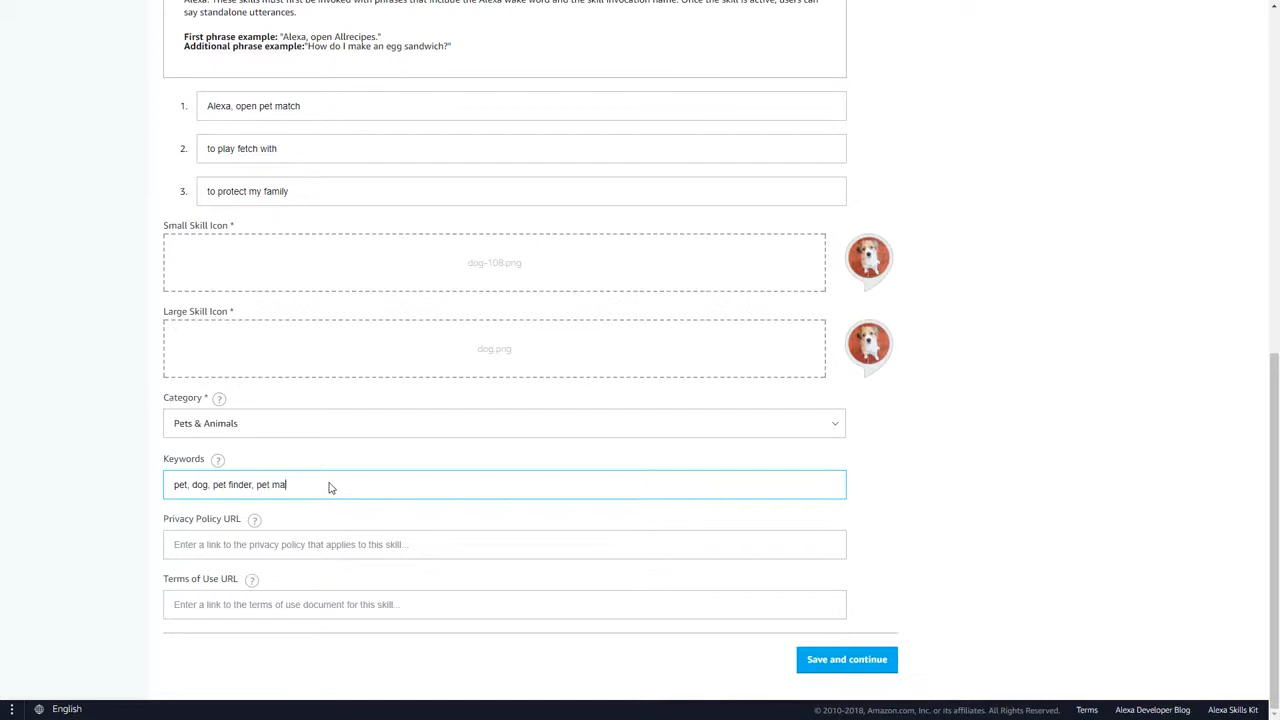 Alexa. These skills must first be invoked with phrases that include the Alexa wake word and the skill invocation name. Once the skill is active, users can
say standalone utterances.
First phrase example: "Alexa, open Allrecipes."
Additional phrase example:"How do I make an egg sandwich?"
1. Alexa, open pet match
2. to play fetch with
3. to protect my family
Small Skill Icon *
dog-108.png
Large Skill Icon *
dog.png
Category * ?
Pets & Animals
Keywords ?
pet, dog, pet finder, pet ma
Privacy Policy URL ?
Enter a link to the privacy policy that applies to this skill...
Terms of Use URL ?
Enter a link to the terms of use document for this skill...
Save and continue
English © 2010-2018, Amazon.com, Inc. or its affiliates. All Rights Reserved. Terms Alexa Developer Blog Alexa Skills Kit